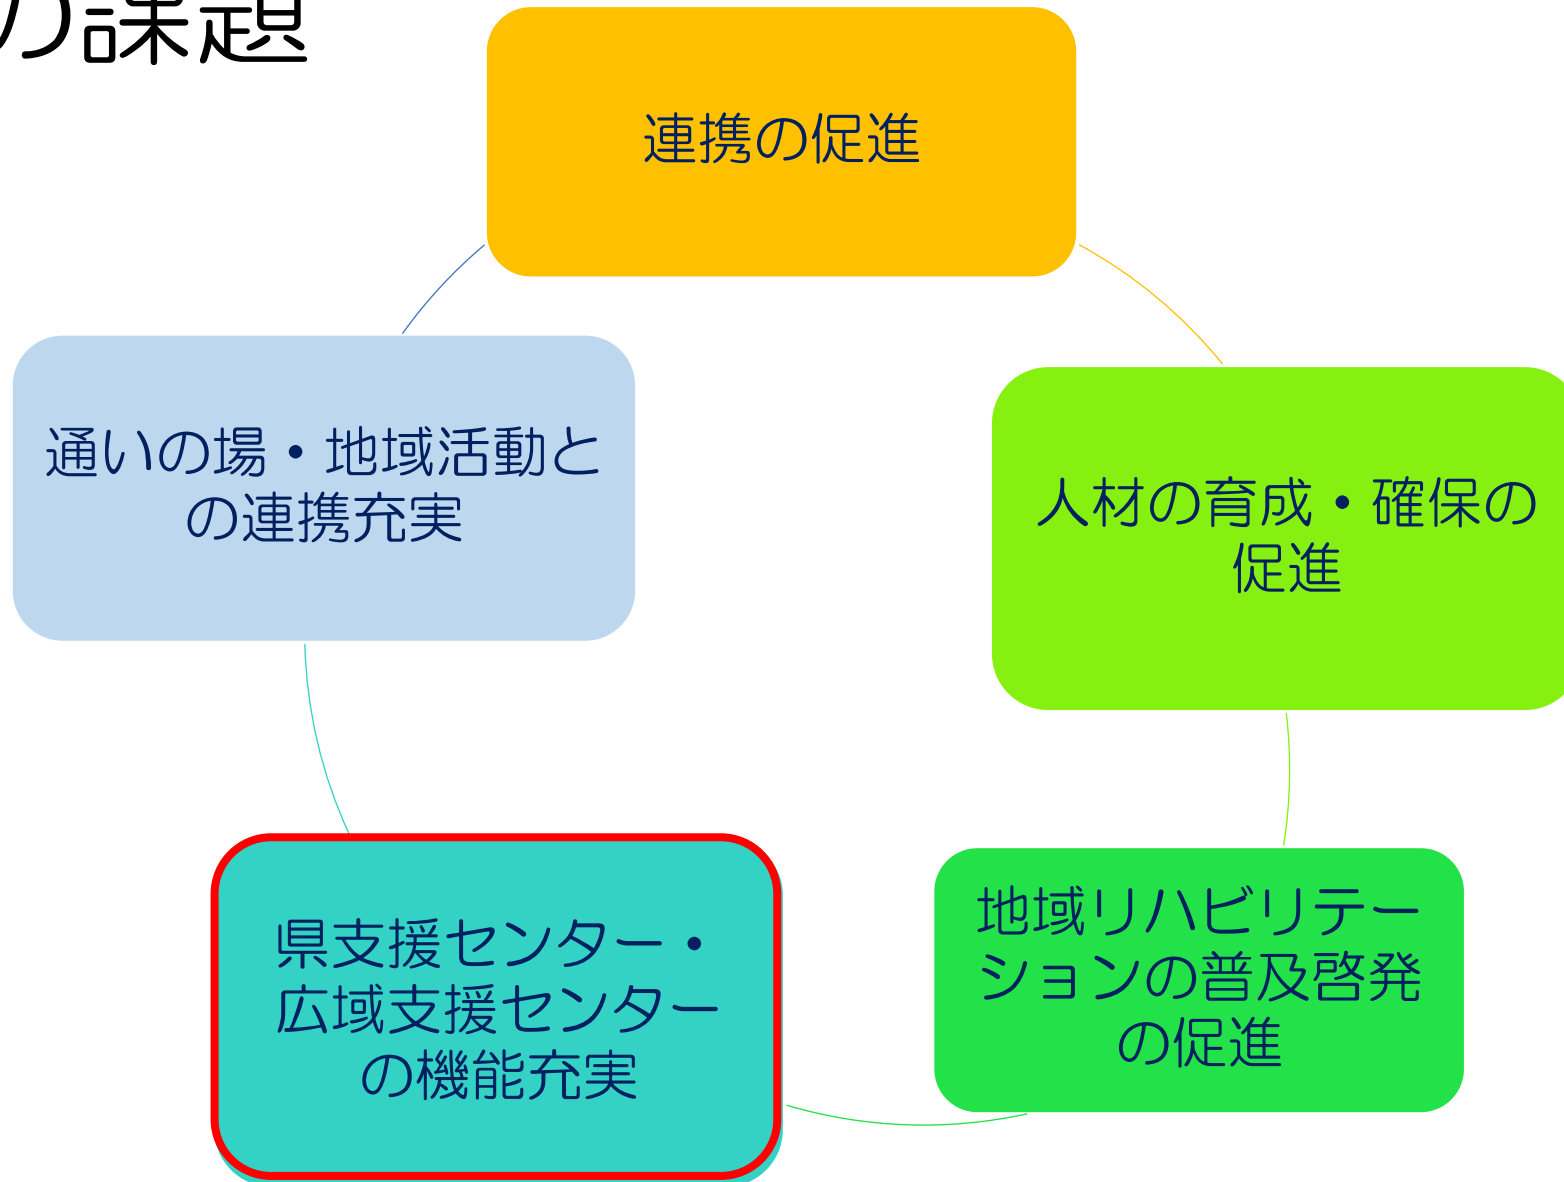 の課題
連携の促進
通いの場・地域活動と
の連携充実
人材の育成・確保の
促進
県支援センター・
広域支援センター
の機能充実
地域リハビリテー
ションの普及啓発
の促進